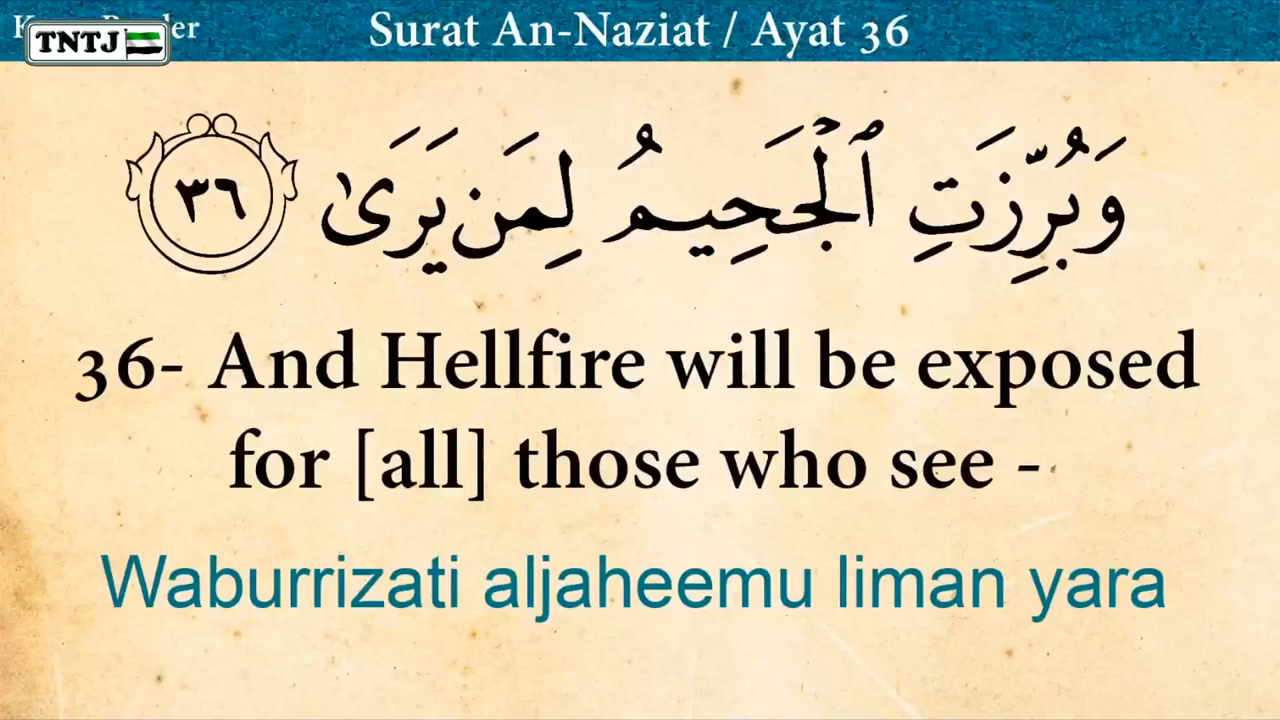 Surat An-Naziat / Ayat 36
TNTJ
وَبُرِّزَتِ ٱلْجَحِيمُ لِمَن يَرَىٰ ٣٦
36- And Hellfire will be exposed
for [all] those who see -
Waburrizati aljaheemu liman yara